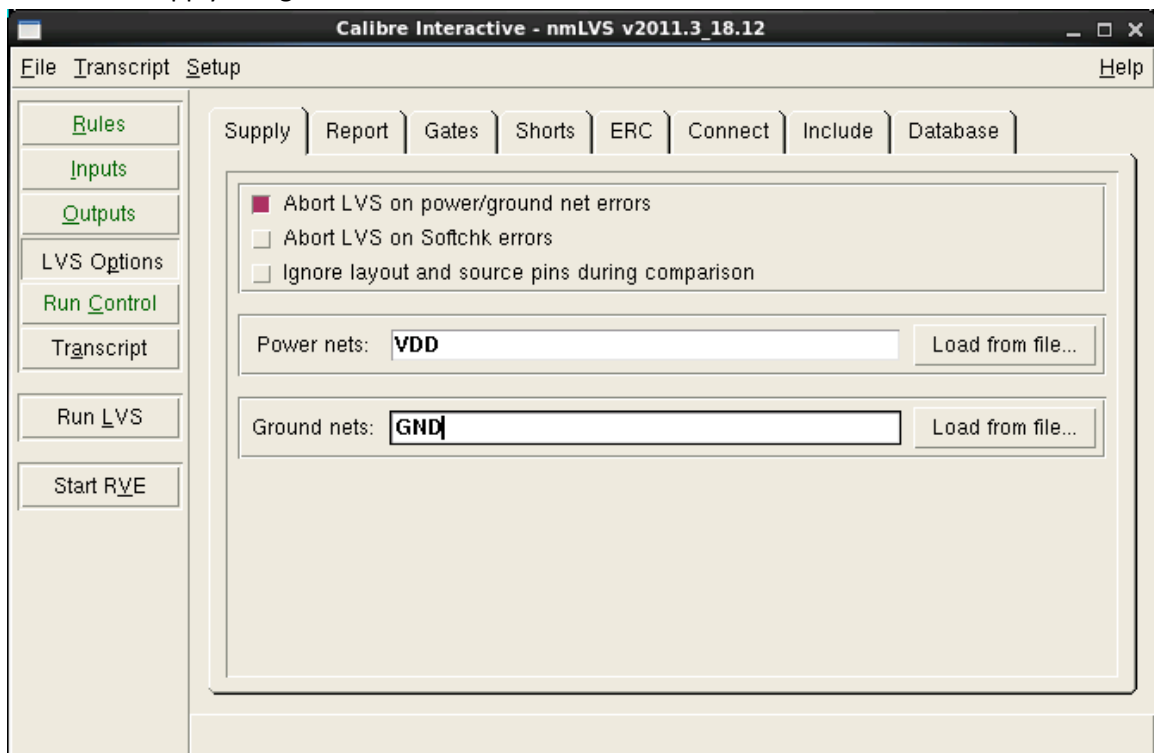 Calibre Interactive - nmLVS v2011.3_18.12
File Transcript Setup Help
Rules
Inputs
Outputs
LVS Options
Run Control
Transcript
Run LVS
Start RVE
Supply Report Gates Shorts ERC Connect Include Database
Abort LVS on power/ground net errors
Abort LVS on Softchk errors
Ignore layout and source pins during comparison
Power nets: VDD Load from file...
Ground nets: GND Load from file...